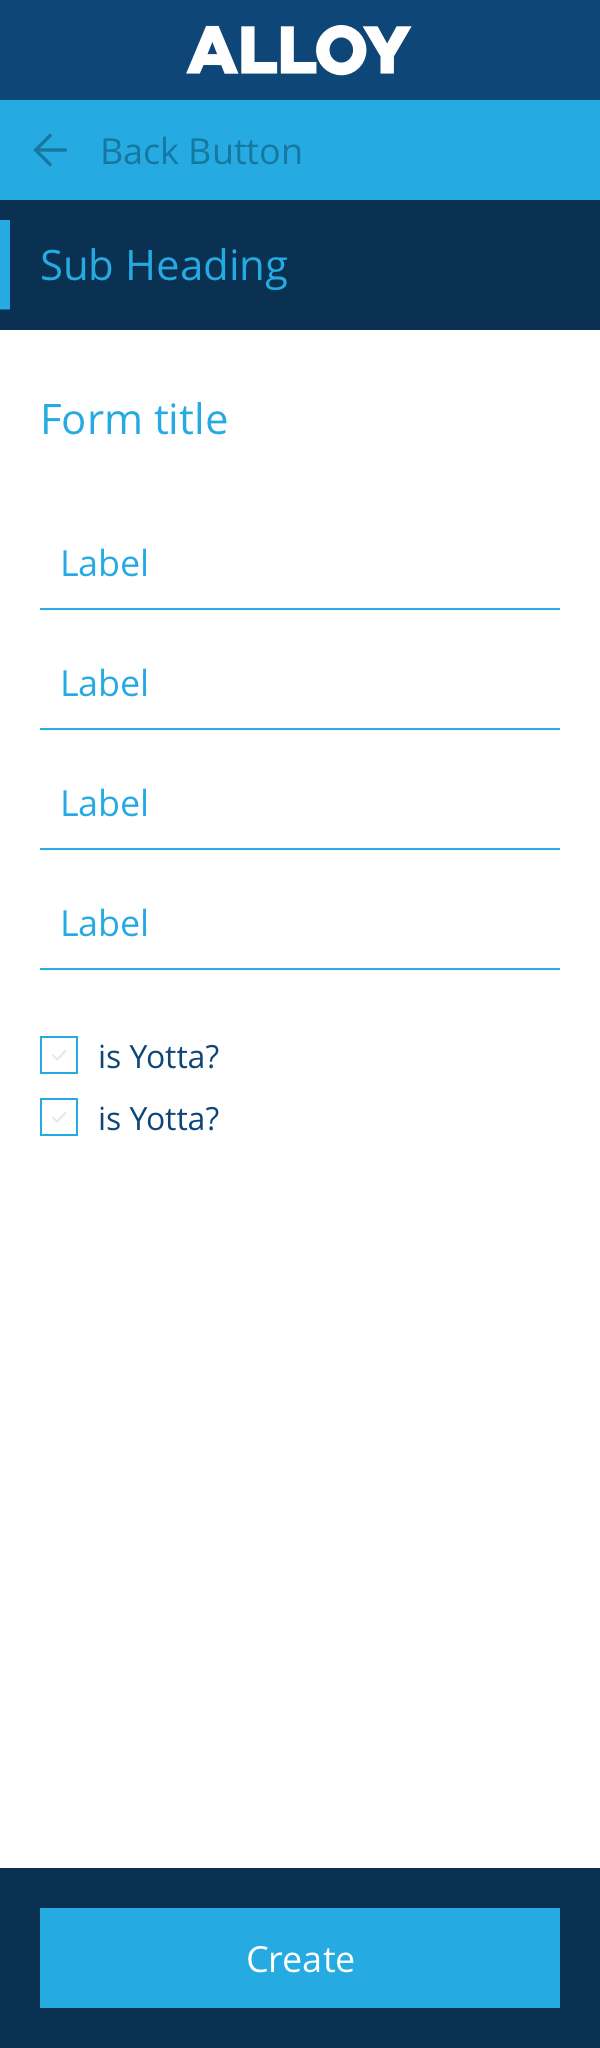 ALLOY
Back Button
Sub Heading
Form title
Label
Label
Label
Label
is Yotta?
is Yotta?
Create